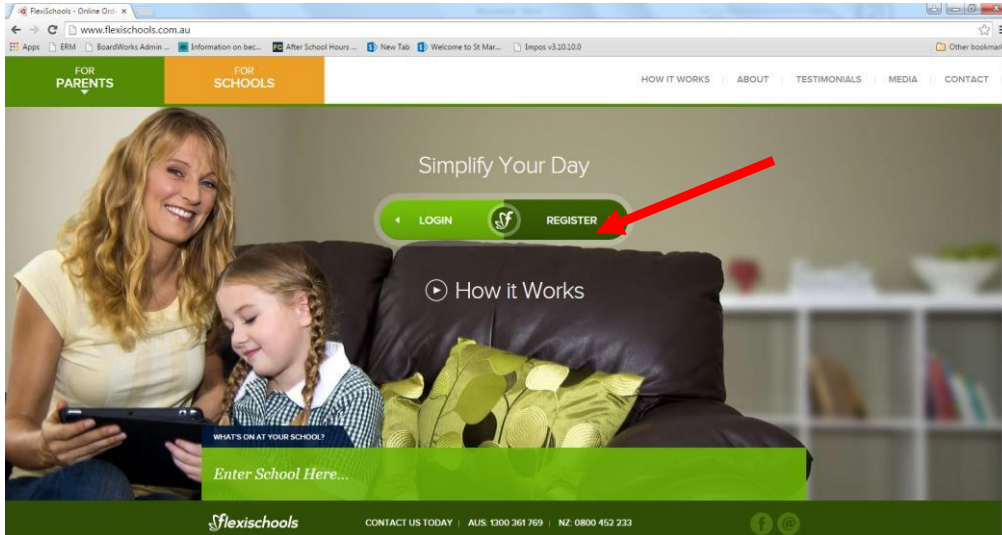 FlexiSchools - Online Ord
www.flexischools.com.au
Apps ERM BoardWorks Admin ... Information on bec... After School Hours ... New Tab Welcome to St Mar... Impos v3.10.10.0 Other bookmark
FOR PARENTS
FOR SCHOOLS
HOW IT WORKS ABOUT TESTIMONIALS MEDIA CONTACT
Simplify Your Day
LOGIN REGISTER
How it Works
WHAT'S ON AT YOUR SCHOOL?
Enter School Here...
flexischools CONTACT US TODAY | AUS: 1300 361 769 | NZ: 0800 452 233